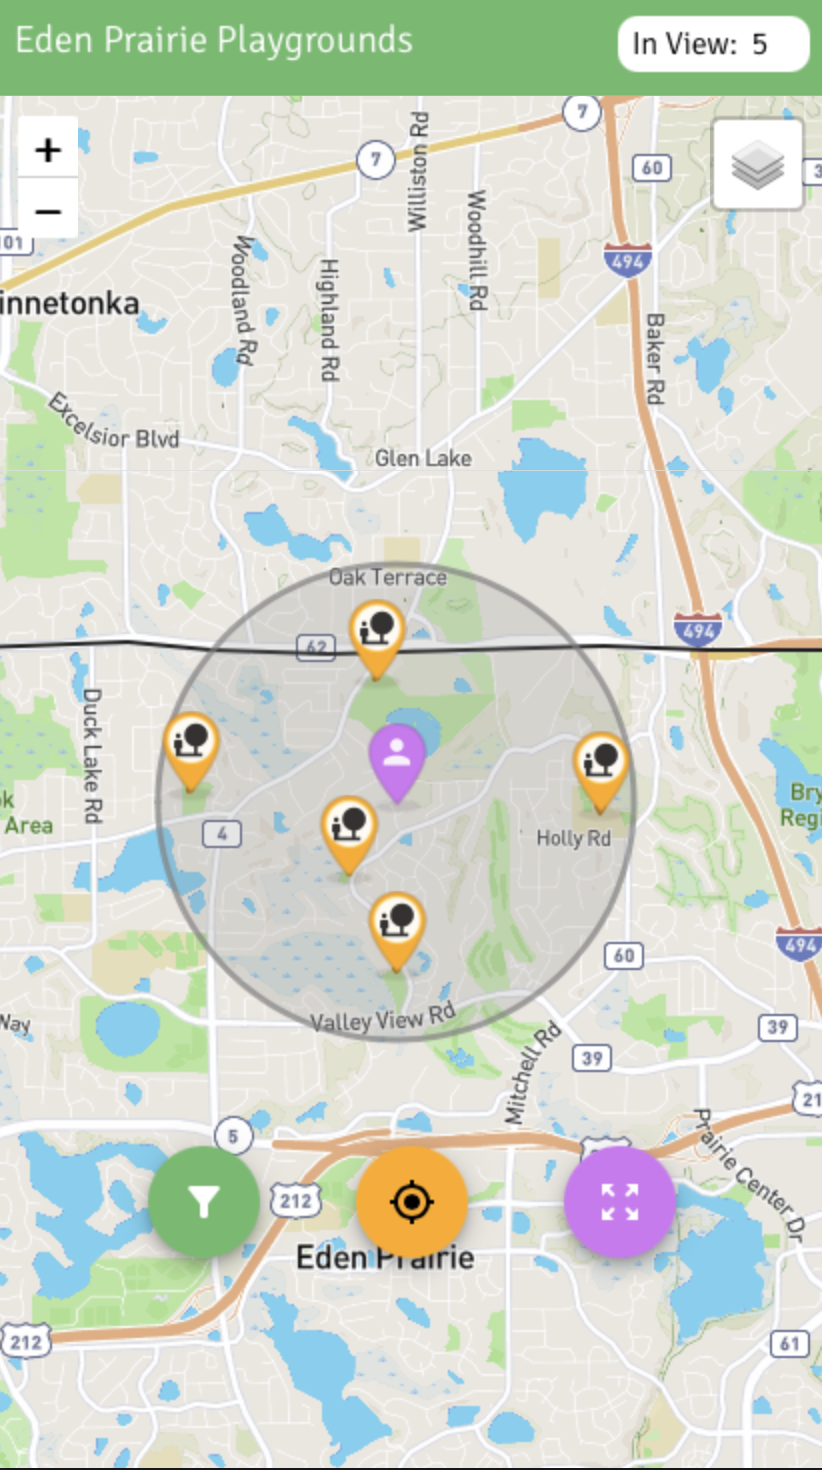 Eden Prairie Playgrounds
In View: 5
+
−
7
7
60
3
101
494
Williston Rd
Woodhill Rd
Woodland Rd
Highland Rd
Baker Rd
innetonka
Excelsior Blvd
Glen Lake
Oak Terrace
62
494
Duck Lake Rd
k
Area
4
Holly Rd
Bry
Regi
60
494
Way
Valley View Rd
39
39
Mitchell Rd
21
5
Prairie Center Dr
212
Eden Prairie
212
61